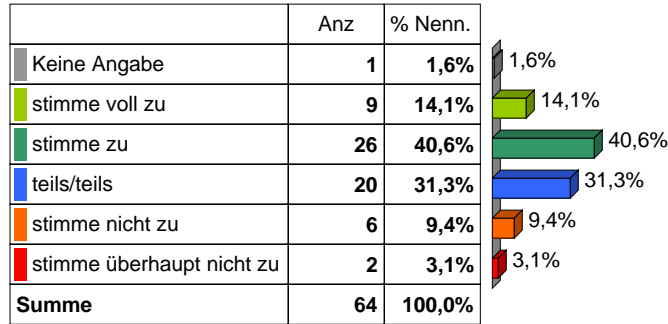 Anz % Nenn.
Keine Angabe 1 1,6% 1,6%
stimme voll zu 9 14,1% 14,1%
stimme zu 26 40,6% 40,6%
teils/teils 20 31,3% 31,3%
stimme nicht zu 6 9,4% 9,4%
stimme überhaupt nicht zu 2 3,1% 3,1%
Summe 64 100,0%